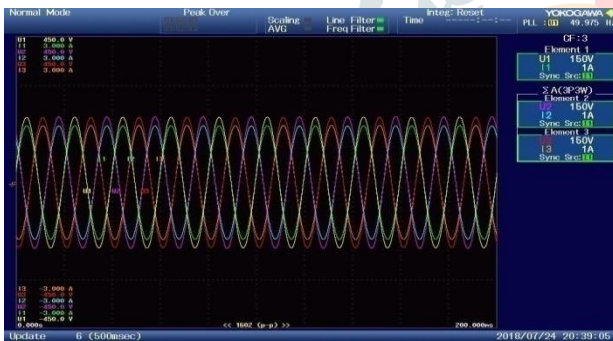 Normal Mode
Peak Over
Scaling
AVG
Line Filter
Freq Filter
Integ: Reset
Time
YOKOGAWA
PLL : U1 49.975 Hz
U1 450.0 V
I1 3.000 A
U2 450.0 V
I2 3.000 A
U3 450.0 V
I3 3.000 A
CF:3
Element 1
U1 150V
I1 1A
Sync Src: I1
ΣA(3P3W)
Element 2
U2 150V
I2 1A
Sync Src:
Element 3
150V
I3 1A
Sync Src:
I1 I2 I3
U1 U2 U3
I3 -3.000 A
U3 -450.0 V
I2 -3.000 A
U2 -450.0 V
I1 -3.000 A
U1 -450.0 V
0.000s
<< 1602 (p-p) >>
200.000ms
Update 6 (500msec)
2018/07/24 20:39:05